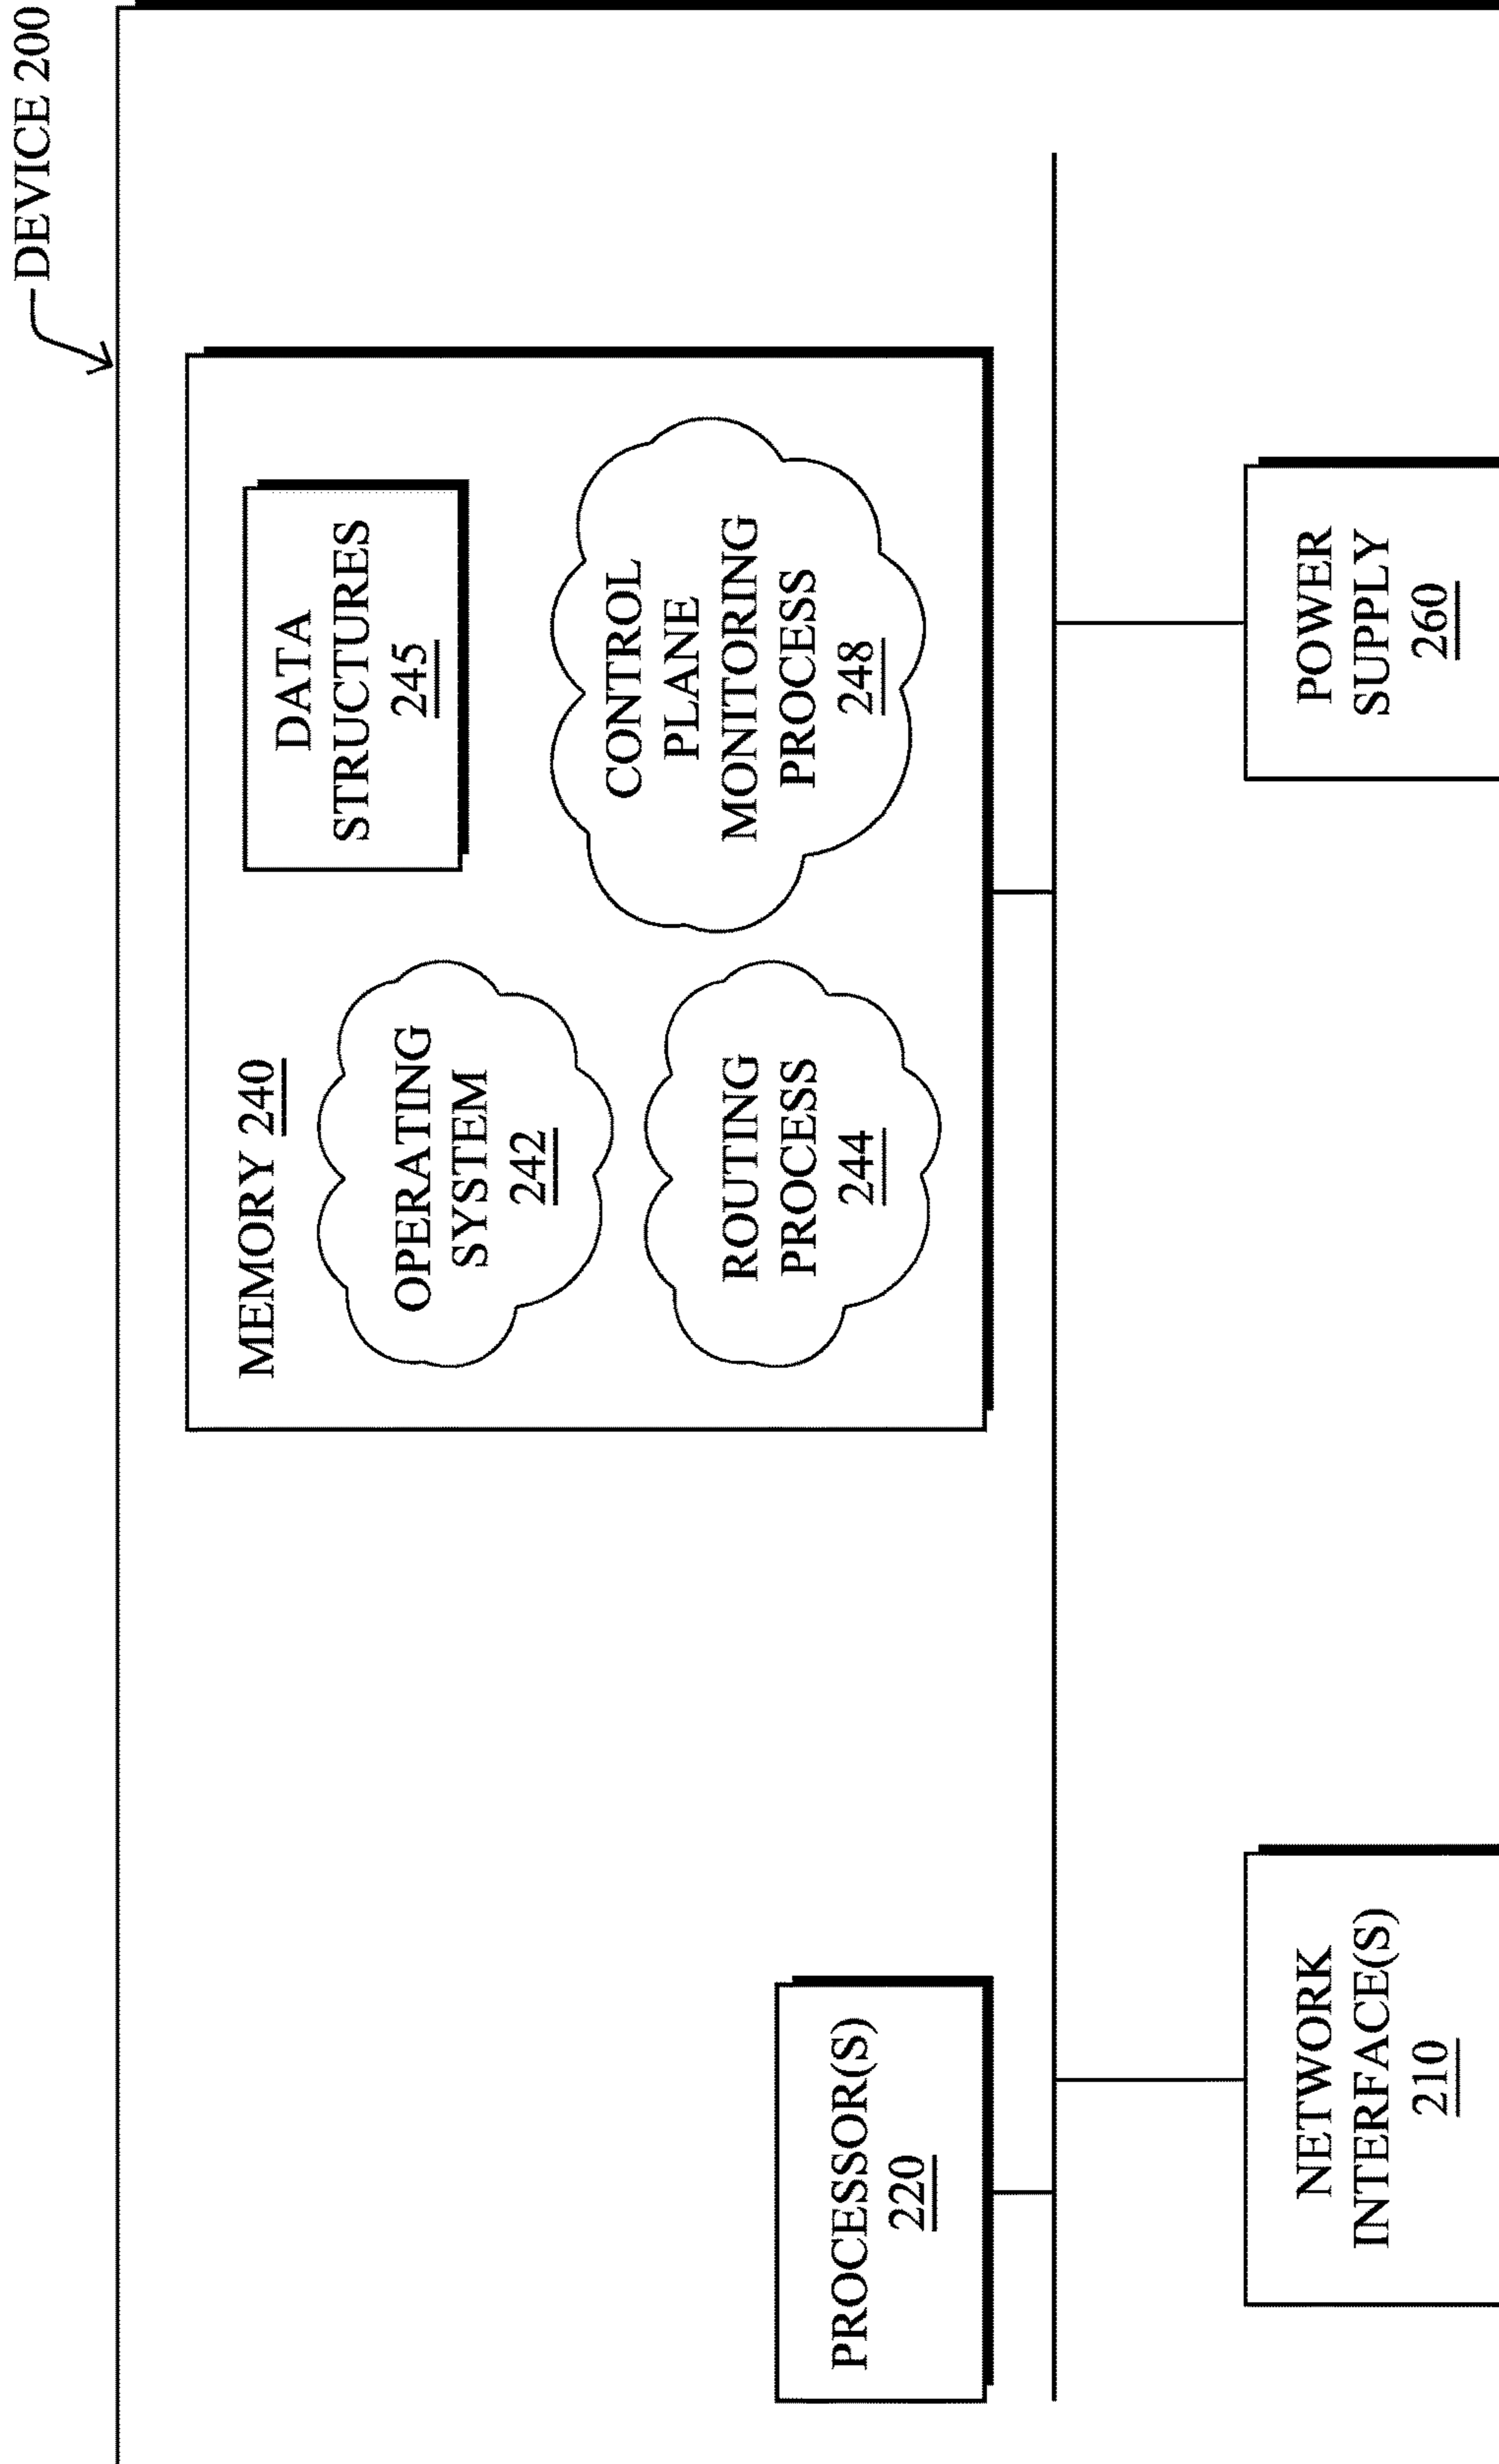 DEVICE 200
MEMORY 240
OPERATING
SYSTEM
242
DATA
STRUCTURES
245
ROUTING
PROCESS
244
CONTROL
PLANE
MONITORING
PROCESS
248
PROCESSOR(S)
220
NETWORK
INTERFACE(S)
210
POWER
SUPPLY
260